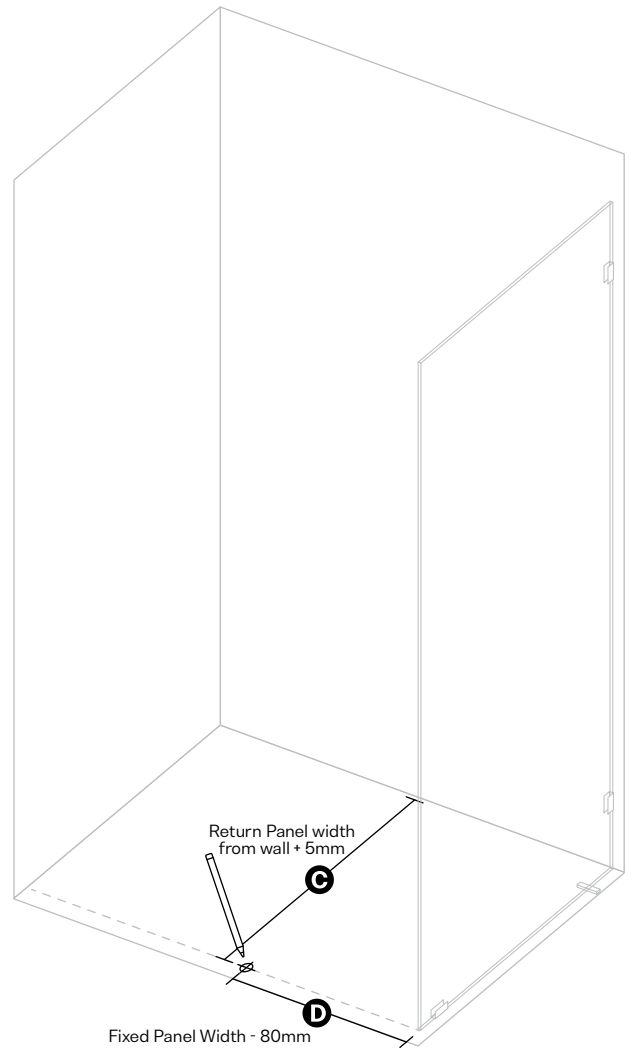 Return Panel width
from wall + 5mm
C
D
Fixed Panel Width - 80mm